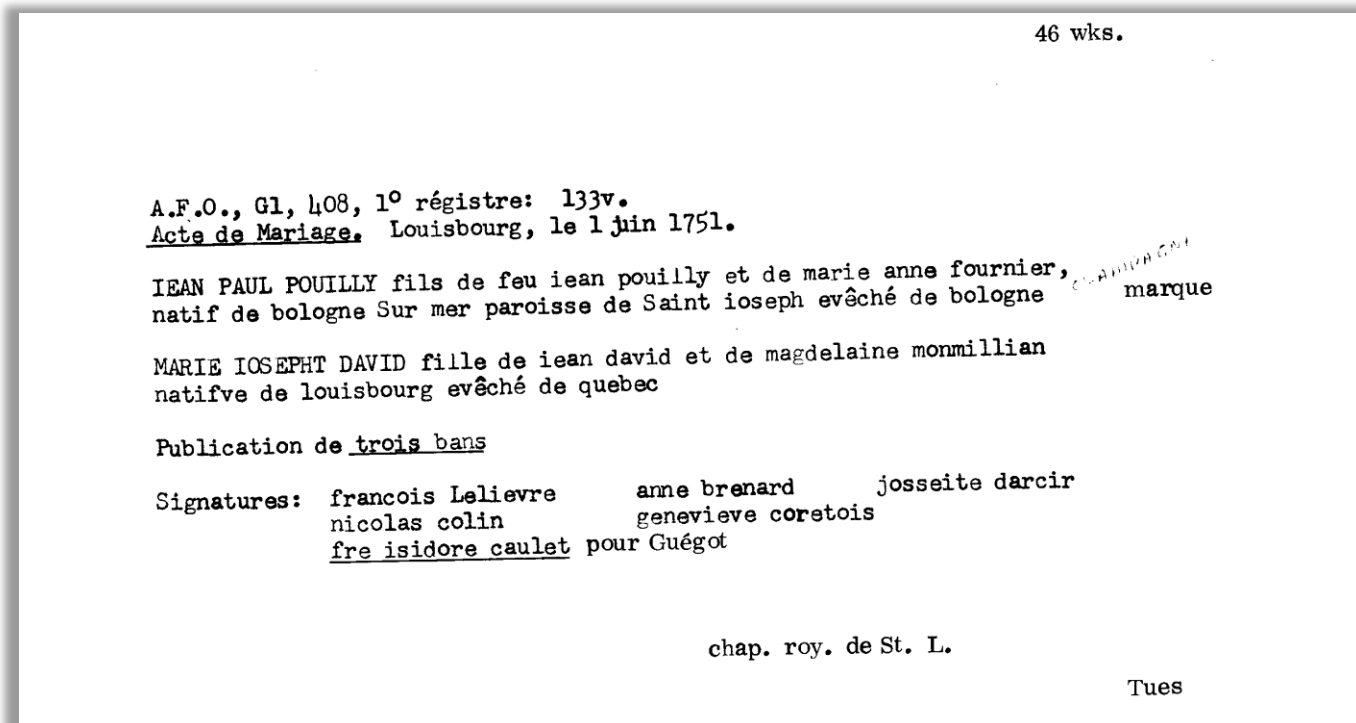 46 wks.
A.F.O., G1, 408, 1º régistre: 133v.
Acte de Mariage. Louisbourg, le 1 juin 1751.
IEAN PAUL POUILLY fils de feu iean pouilly et de marie anne fournier,
natif de bologne Sur mer paroisse de Saint ioseph evêché de bologne marque
MARIE IOSEPHT DAVID fille de iean david et de magdelaine monmillian
natifve de louisbourg evêché de quebec
Publication de trois bans
Signatures: francois Lelievre anne brenard josseite darcir
nicolas colin genevieve coretois
fre isidore caulet pour Guégot
chap. roy. de St. L.
Tues